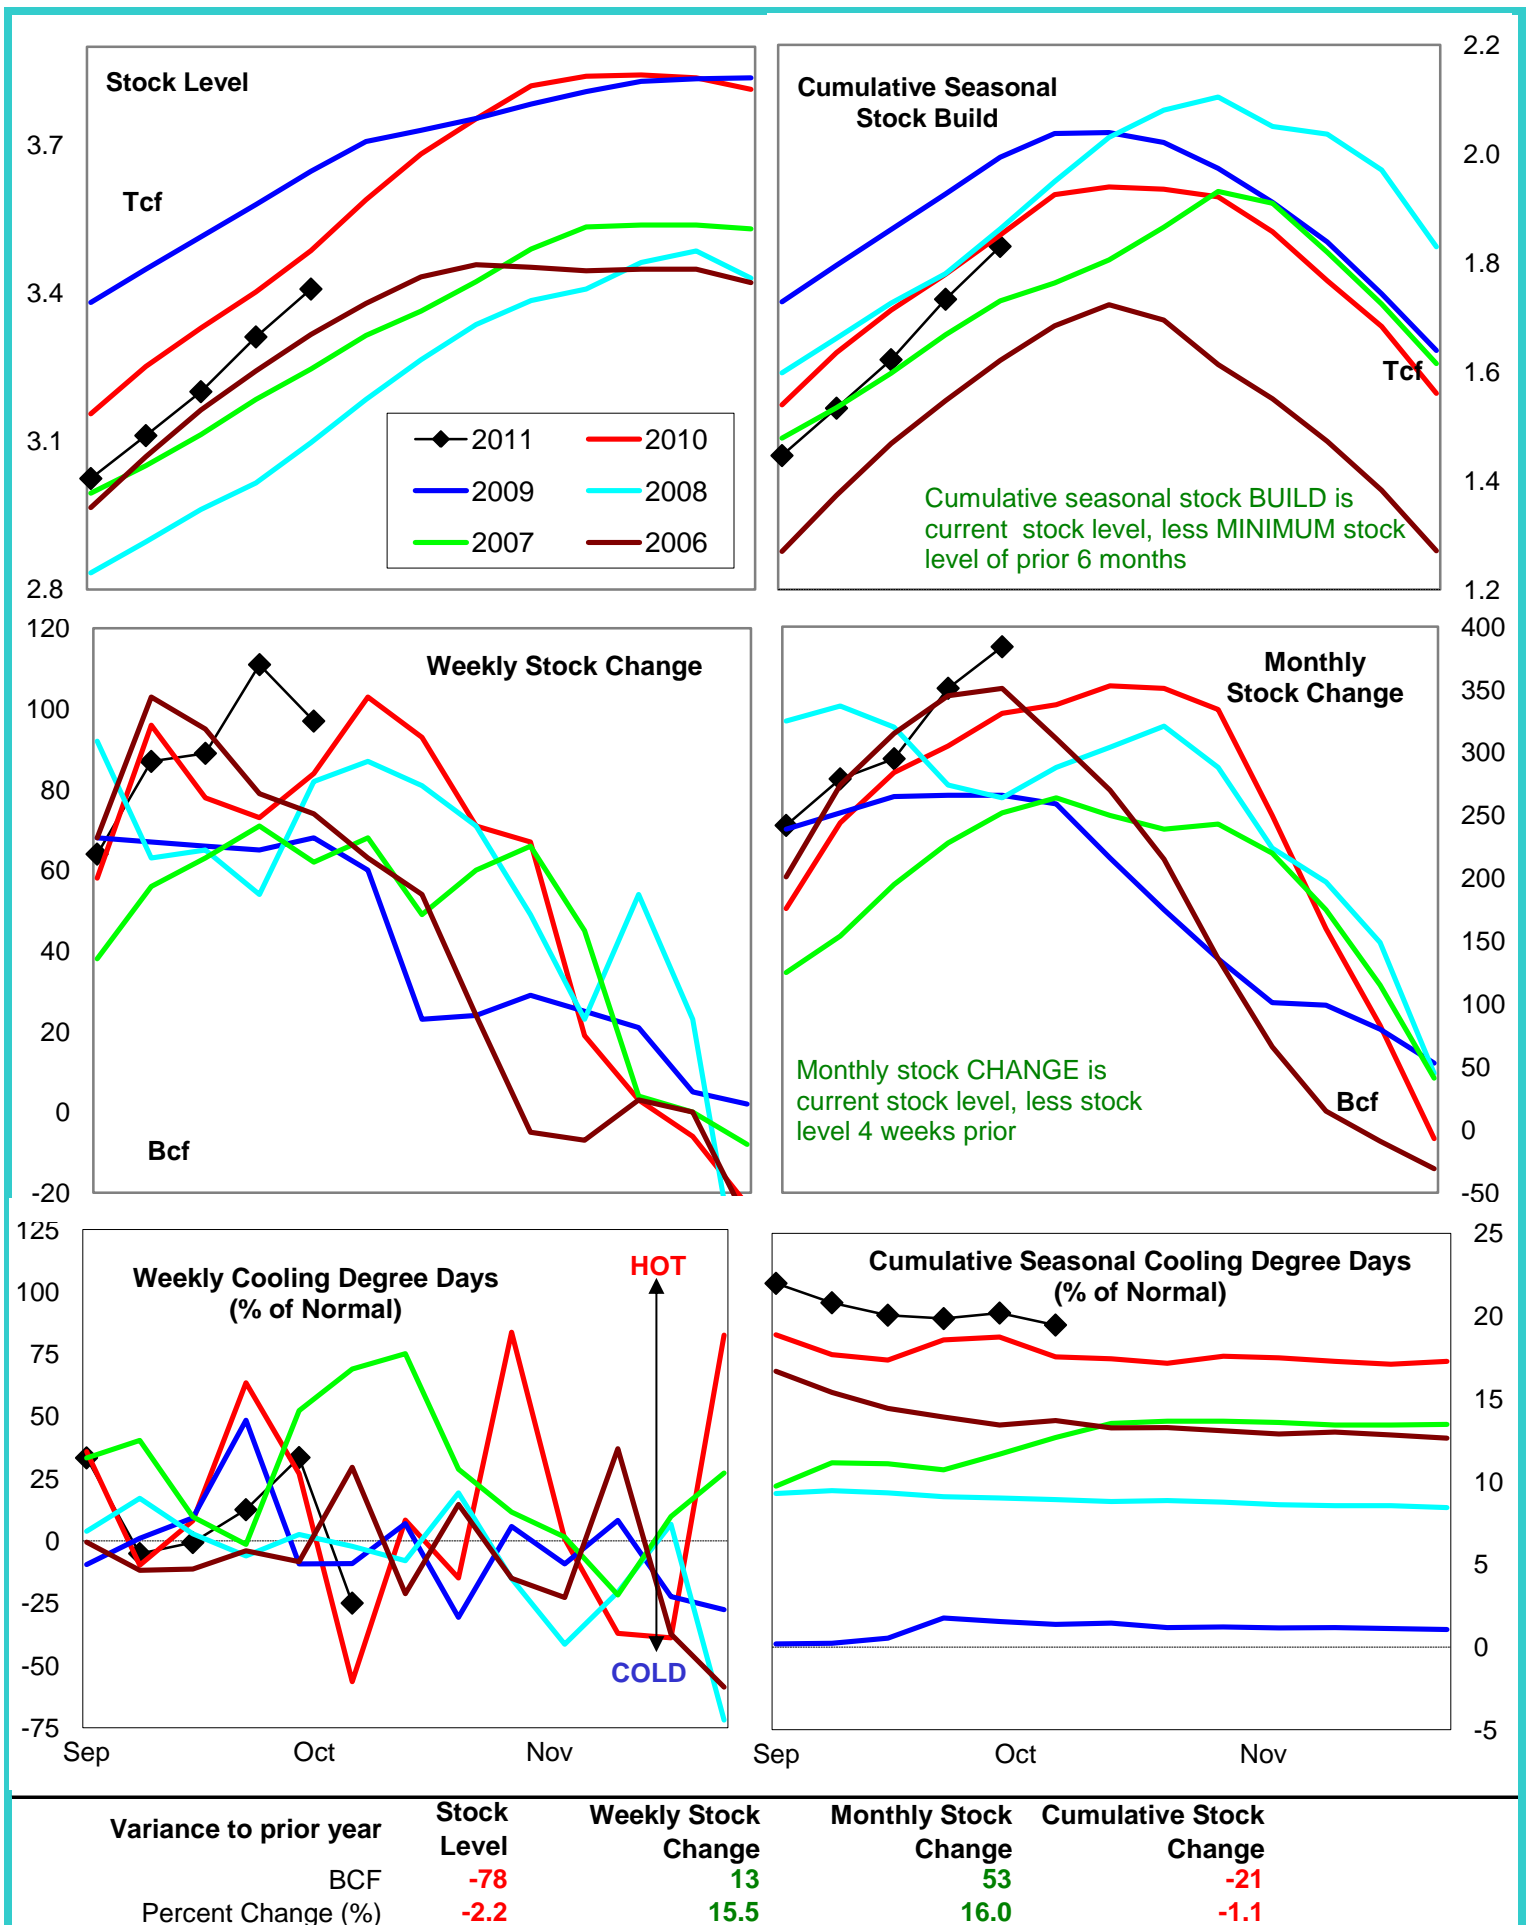 Stock Level
Tcf
3.7
3.4
3.1
2.8
2011
2010
2009
2008
2007
2006
Cumulative Seasonal
Stock Build
2.2
2.0
1.8
1.6
1.4
1.2
Tcf
Cumulative seasonal stock BUILD is
current stock level, less MINIMUM stock
level of prior 6 months
120
100
80
60
40
20
0
-20
Weekly Stock Change
Bcf
Monthly
Stock Change
400
350
300
250
200
150
100
50
0
-50
Monthly stock CHANGE is
current stock level, less stock
level 4 weeks prior
Bcf
125
100
75
50
25
0
-25
-50
-75
Weekly Cooling Degree Days
(% of Normal)
HOT
COLD
Sep Oct Nov
Cumulative Seasonal Cooling Degree Days
(% of Normal)
25
20
15
10
5
0
-5
Sep Oct Nov
Variance to prior year
Stock
Level
Weekly Stock
Change
Monthly Stock
Change
Cumulative Stock
Change
BCF -78 13 53 -21
Percent Change (%) -2.2 15.5 16.0 -1.1